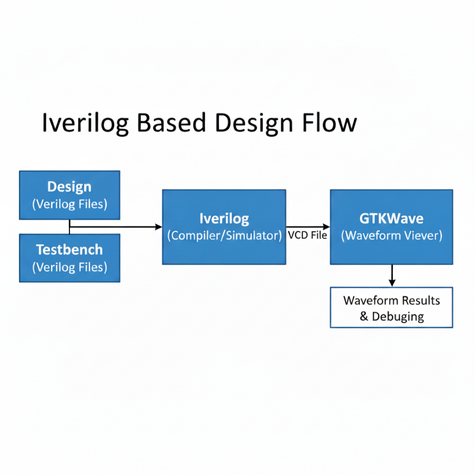 Iverilog Based Design Flow
Design
(Verilog Files)
Testbench
(Verilog Files)
Iverilog
(Compiler/Simulator)
VCD File
GTKWave
(Waveform Viver)
Waveform Results
& Debuging